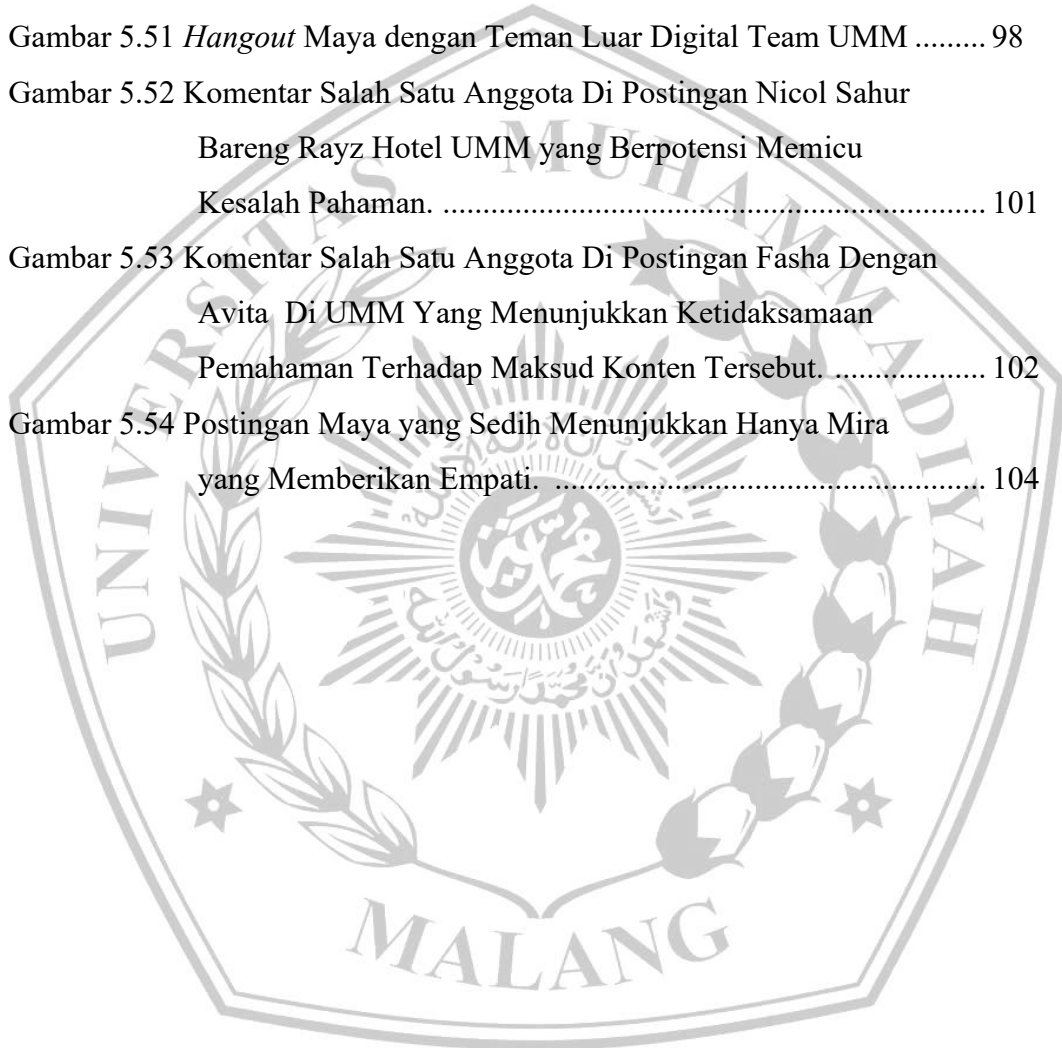 Gambar 5.51 Hangout Maya dengan Teman Luar Digital Team UMM ......... 98
Gambar 5.52 Komentar Salah Satu Anggota Di Postingan Nicol Sahur
Bareng Rayz Hotel UMM yang Berpotensi Memicu
Kesalah Pahaman. ..................................................................... 101
Gambar 5.53 Komentar Salah Satu Anggota Di Postingan Fasha Dengan
Avita  Di UMM Yang Menunjukkan Ketidaksamaan
Pemahaman Terhadap Maksud Konten Tersebut. ................... 102
Gambar 5.54 Postingan Maya yang Sedih Menunjukkan Hanya Mira
yang Memberikan Empati.  ....................................................... 104
UNIVERSITAS MUHAMMADIYAH
MALANG